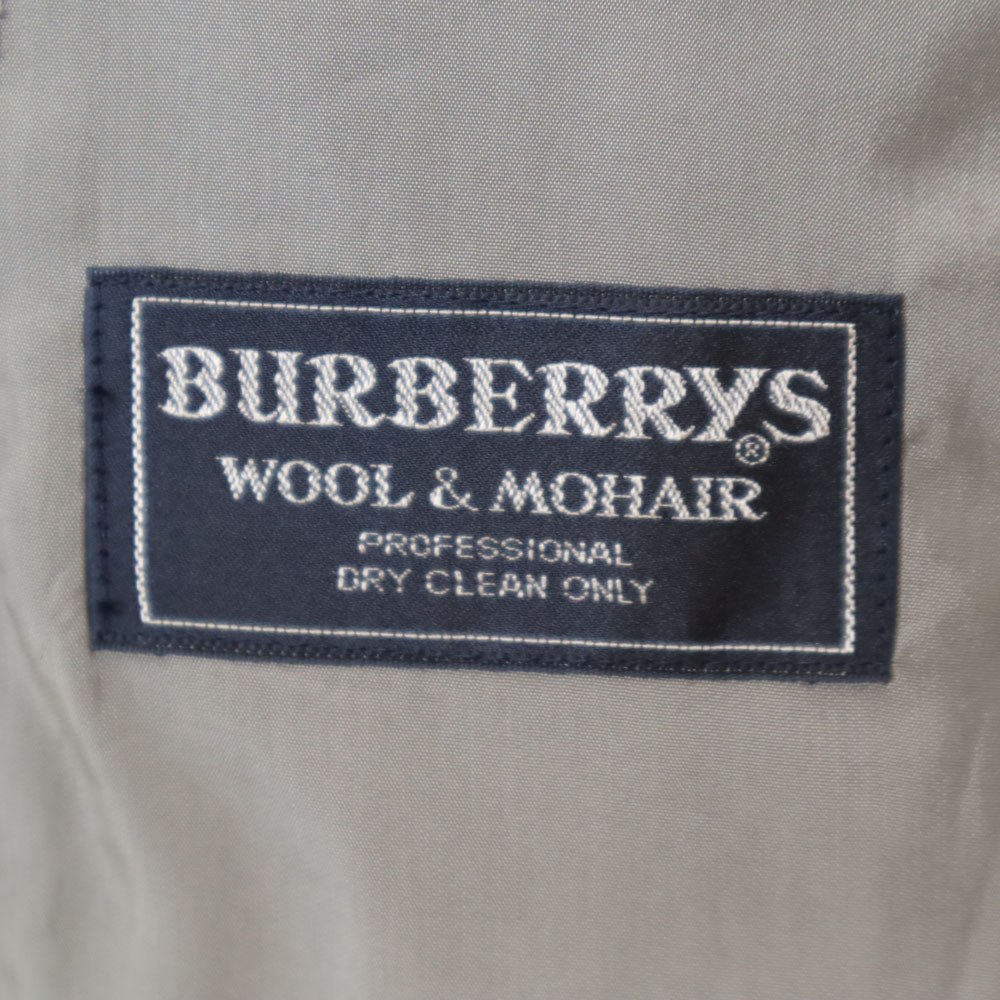 BURBERRYS®
WOOL & MOHAIR
PROFESSIONAL
DRY CLEAN ONLY